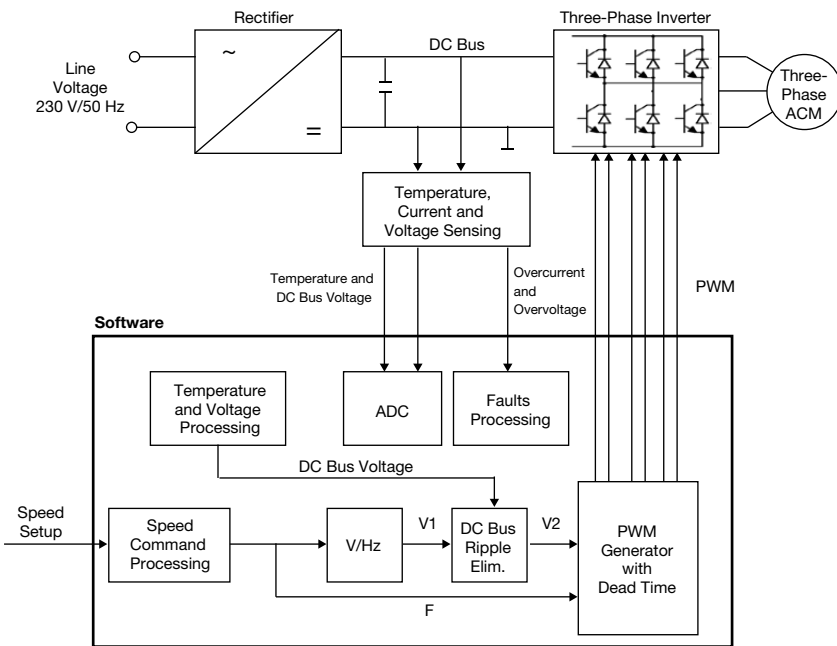 Rectifier
Three-Phase Inverter
DC Bus
~
=
Line
Voltage
230 V/50 Hz
Three-
Phase
ACM
Temperature,
Current and
Voltage Sensing
Temperature and
DC Bus Voltage
Overcurrent
and
Overvoltage
PWM
Software
Temperature
and Voltage
Processing
ADC
Faults
Processing
DC Bus Voltage
Speed
Setup
Speed
Command
Processing
V/Hz
V1
DC Bus
Ripple
Elim.
V2
PWM
Generator
with
Dead Time
F